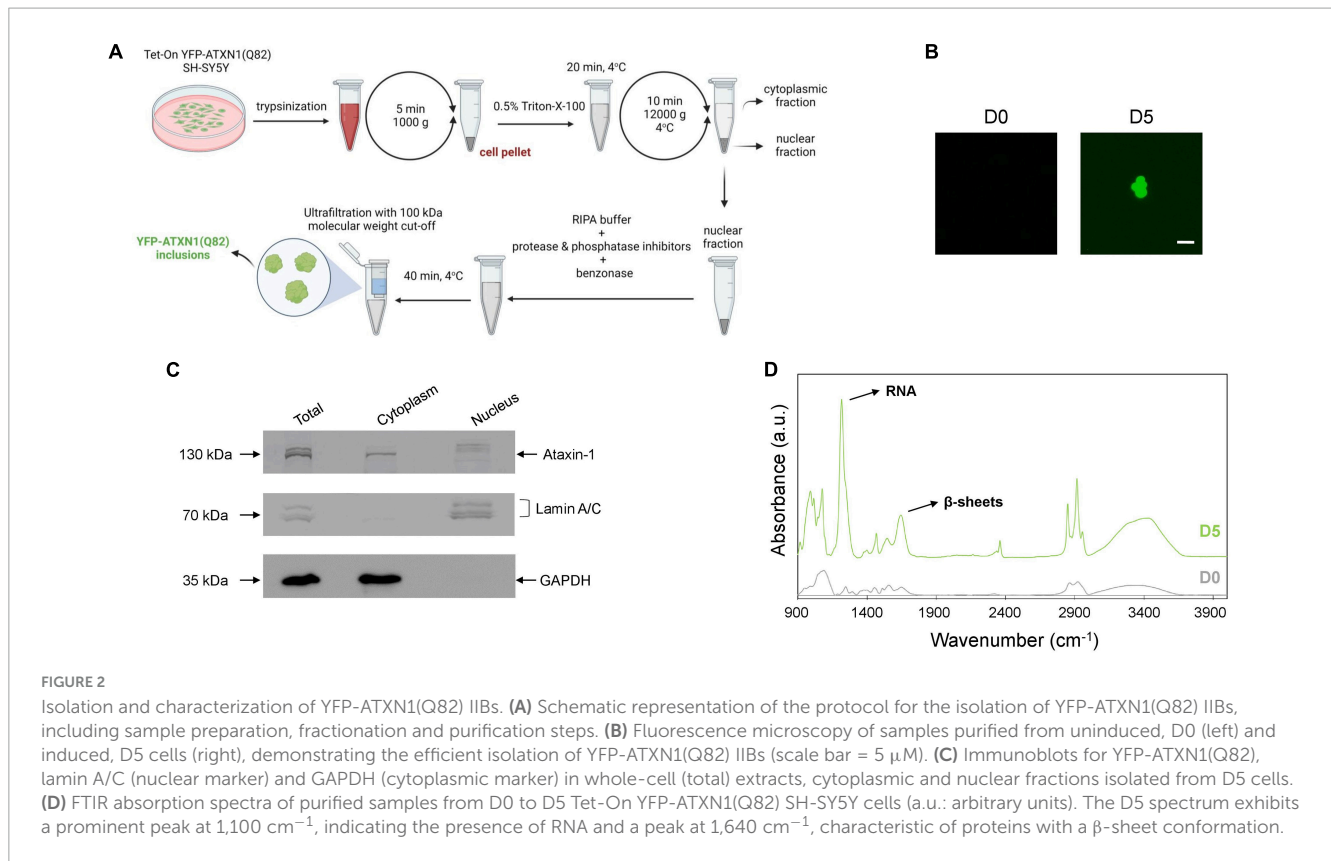 A
Tet-On YFP-ATXN1(Q82)
SH-SY5Y
trypsinization
5 min
1000 g
cell pellet
0.5% Triton-X-100
20 min, 4°C
10 min
12000 g
4°C
cytoplasmic
fraction
nuclear
fraction
nuclear
fraction
RIPA buffer
+
protease & phosphatase inhibitors
+
benzonase
40 min, 4°C
Ultrafiltration with 100 kDa
molecular weight cut-off
YFP-ATXN1(Q82)
inclusions
B
D0
D5
C
Total
Cytoplasm
Nucleus
130 kDa
Ataxin-1
70 kDa
Lamin A/C
35 kDa
GAPDH
D
Absorbance (a.u.)
RNA
β-sheets
D5
D0
900 1400 1900 2400 2900 3400 3900
Wavenumber (cm⁻¹)
FIGURE 2
Isolation and characterization of YFP-ATXN1(Q82) IIBs. (A) Schematic representation of the protocol for the isolation of YFP-ATXN1(Q82) IIBs,
including sample preparation, fractionation and purification steps. (B) Fluorescence microscopy of samples purified from uninduced, D0 (left) and
induced, D5 cells (right), demonstrating the efficient isolation of YFP-ATXN1(Q82) IIBs (scale bar = 5 μM). (C) Immunoblots for YFP-ATXN1(Q82),
lamin A/C (nuclear marker) and GAPDH (cytoplasmic marker) in whole-cell (total) extracts, cytoplasmic and nuclear fractions isolated from D5 cells.
(D) FTIR absorption spectra of purified samples from D0 to D5 Tet-On YFP-ATXN1(Q82) SH-SY5Y cells (a.u.: arbitrary units). The D5 spectrum exhibits
a prominent peak at 1,100 cm⁻¹, indicating the presence of RNA and a peak at 1,640 cm⁻¹, characteristic of proteins with a β-sheet conformation.